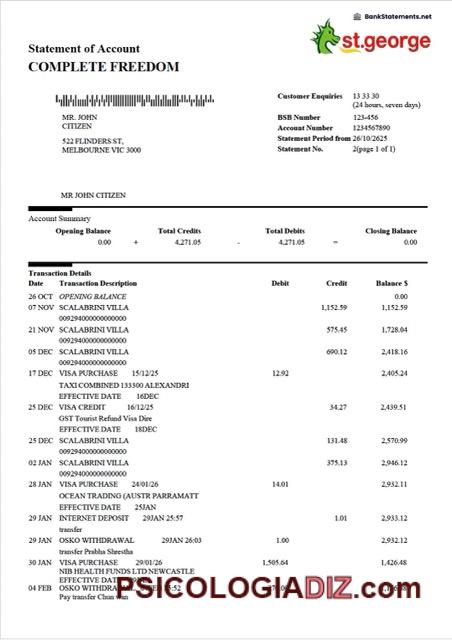 BankStatements.net
st.george
Statement of Account
COMPLETE FREEDOM
Customer Enquiries 13 33 30
(24 hours, seven days)
BSB Number 123-456
Account Number 1234567890
Statement Period from 26/10/2625
Statement No. 2(page 1 of 1)
MR. JOHN
CITIZEN
522 FLINDERS ST,
MELBOURNE VIC 3000
MR JOHN CITIZEN
Account Summary
Opening Balance Total Credits Total Debits Closing Balance
0.00 + 4,271.05 - 4,271.05 = 0.00
Transaction Details
Date Transaction Description Debit Credit Balance $
26 OCT OPENING BALANCE 0.00
07 NOV SCALABRINI VILLA 1,152.59 1,152.59
009294000000000000
21 NOV SCALABRINI VILLA 575.45 1,728.04
009294000000000000
05 DEC SCALABRINI VILLA 690.12 2,418.16
009294000000000000
17 DEC VISA PURCHASE 15/12/25 12.92 2,405.24
TAXI COMBINED 133300 ALEXANDRI
EFFECTIVE DATE 16DEC
25 DEC VISA CREDIT 16/12/25 34.27 2,439.51
GST Tourist Refund Visa Dire
EFFECTIVE DATE 18DEC
25 DEC SCALABRINI VILLA 131.48 2,570.99
009294000000000000
02 JAN SCALABRINI VILLA 375.13 2,946.12
009294000000000000
28 JAN VISA PURCHASE 24/01/26 14.01 2,932.11
OCEAN TRADING (AUSTR PARRAMATT
EFFECTIVE DATE 25JAN
29 JAN INTERNET DEPOSIT 29JAN 25:57 1.01 2,933.12
transfer
29 JAN OSKO WITHDRAWAL 29JAN 26:03 1.00 2,932.12
transfer Prabha Shrestha
30 JAN VISA PURCHASE 29/01/26 1,505.64 1,426.48
NIB HEALTH FUNDS LTD NEWCASTLE
EFFECTIVE DATE
04 FEB OSKO WITHDRAWAL
Pay transfer Chun wan
PSICOLOGIADIZ.com